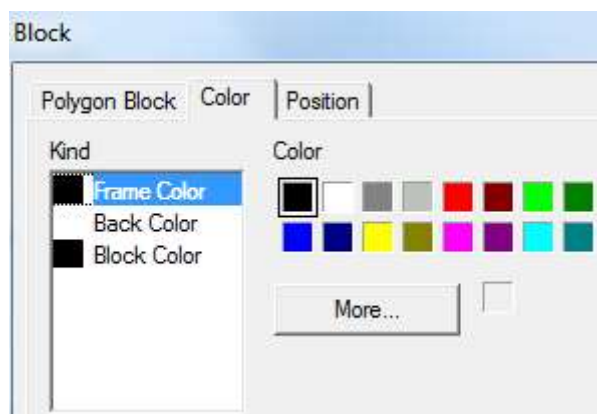 Block
Polygon Block Color Position
Kind Color
Frame Color
Back Color
Block Color
More...